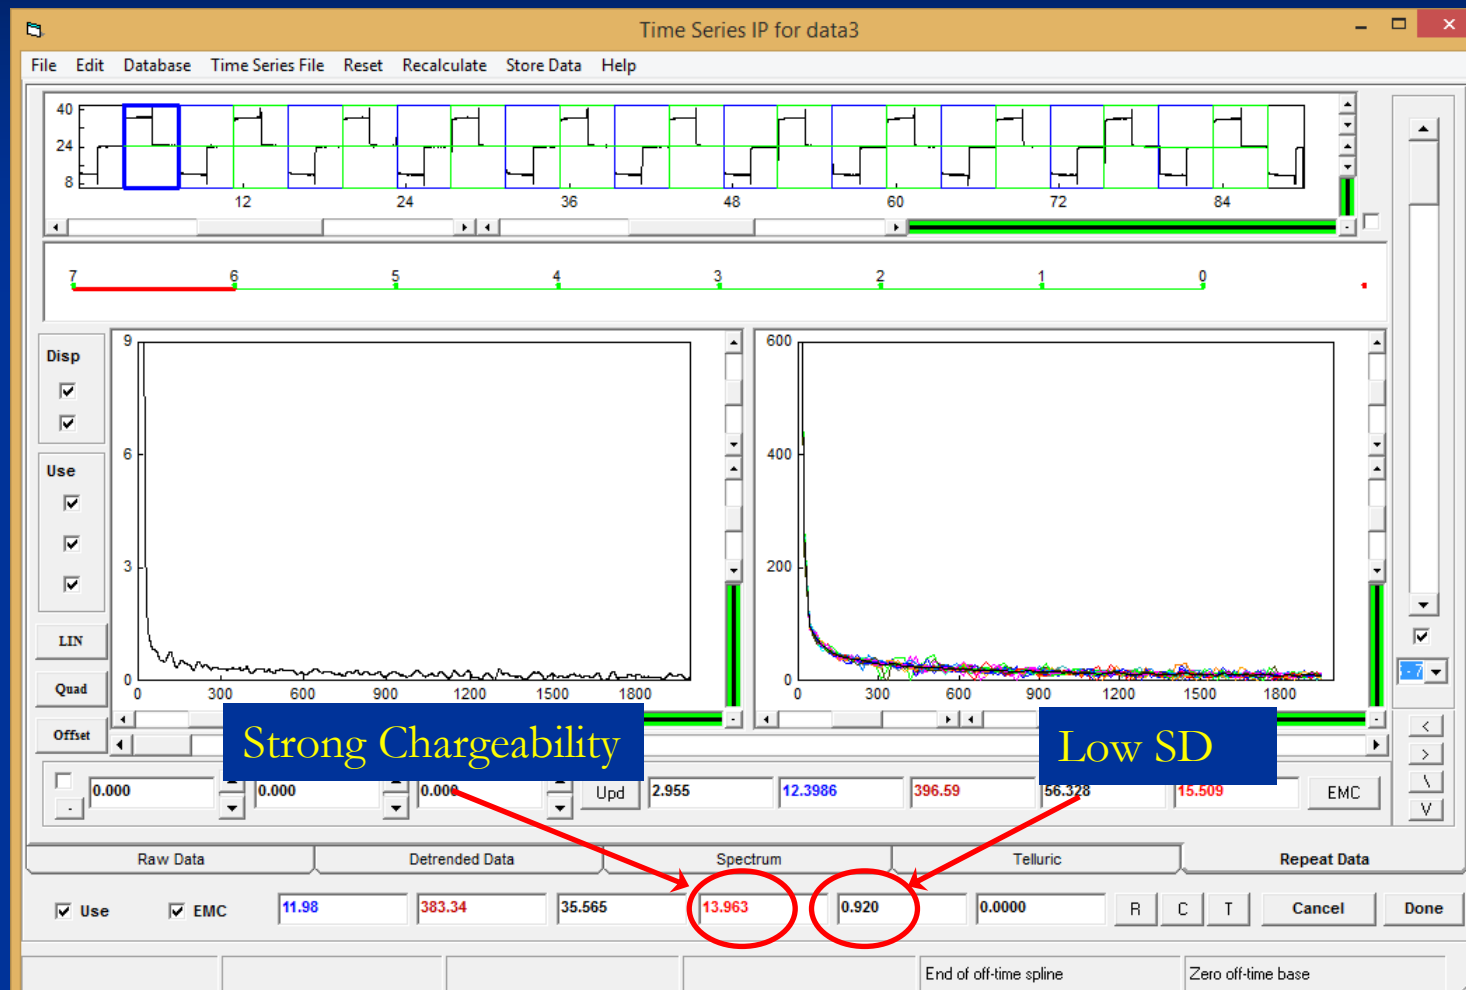 Time Series IP for data3
File Edit Database Time Series File Reset Recalculate Store Data Help
40
24
8
12 24 36 48 60 72 84
7 6 5 4 3 2 1 0
Disp
Use
LIN
Quad
Offset
9
6
3
0
0 300 600 900 1200 1500 1800
600
400
200
0
0 300 600 900 1200 1500 1800
- 7
<
>
\
V
Strong Chargeability
Low SD
0.000 0.000 0.000 Upd 2.955 12.3986 396.59 56.328 15.509 EMC
Raw Data Detrended Data Spectrum Telluric Repeat Data
Use EMC 11.98 383.34 35.565 13.963 0.920 0.0000 R C T Cancel Done
End of off-time spline Zero off-time base